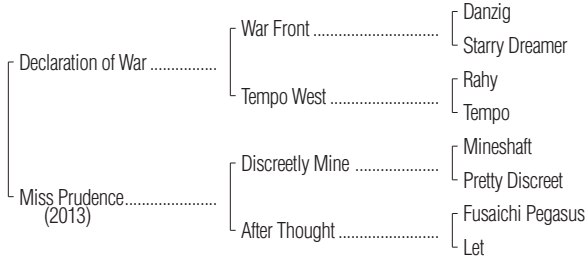 Danzig
War Front
Starry Dreamer
Declaration of War
Rahy
Tempo West
Tempo
Mineshaft
Discreetly Mine
Pretty Discreet
Miss Prudence
(2013)
Fusaichi Pegasus
After Thought
Let